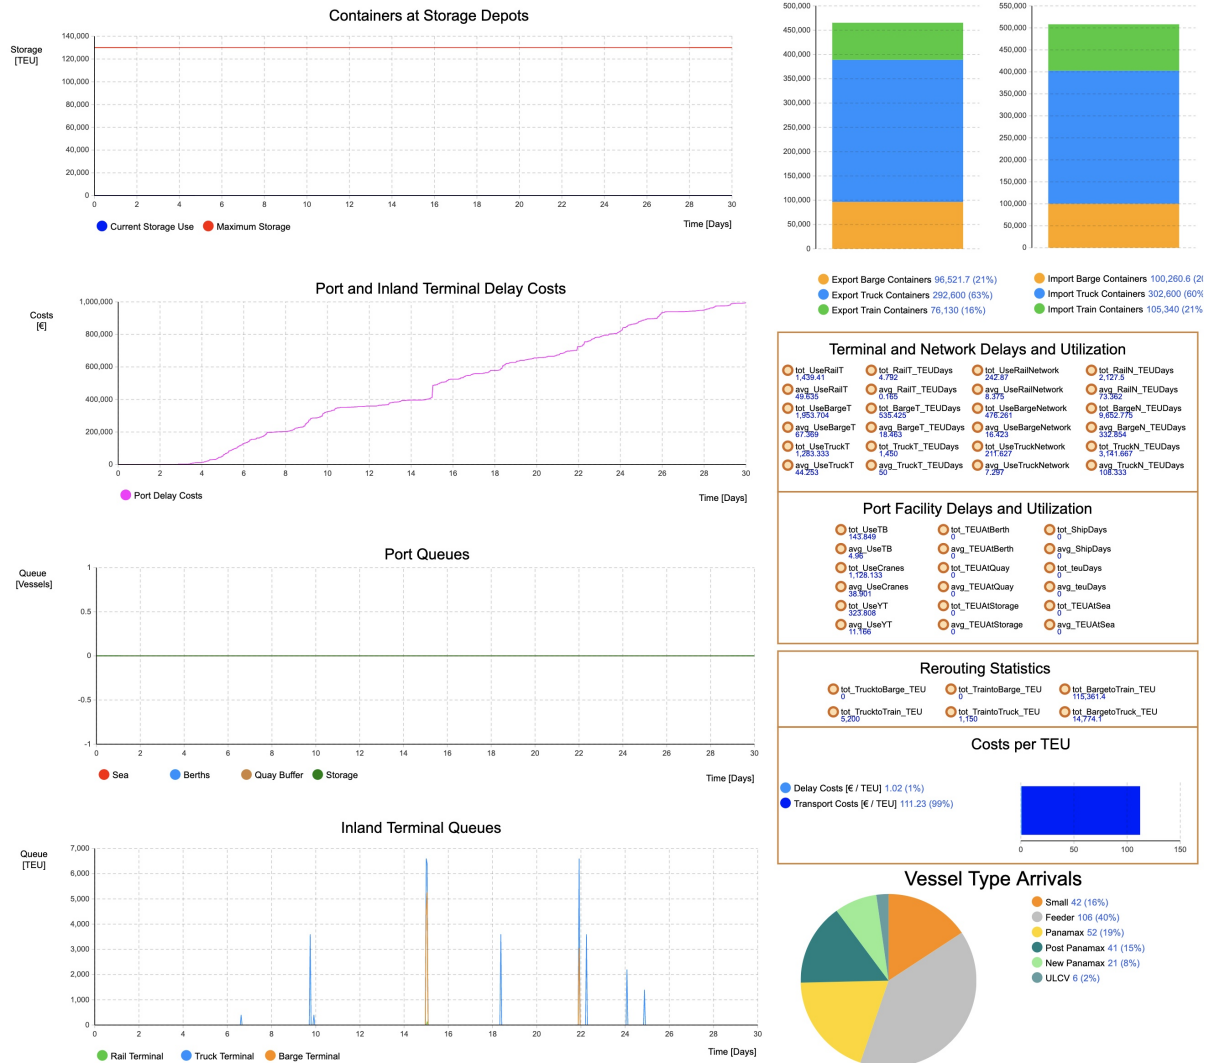 Containers at Storage Depots
Storage
[TEU]
140,000
120,000
100,000
80,000
60,000
40,000
20,000
0
0 2 4 6 8 10 12 14 16 18 20 22 24 26 28 30
Current Storage Use Maximum Storage
Time [Days]
Port and Inland Terminal Delay Costs
Costs
[€]
1,000,000
800,000
600,000
400,000
200,000
0
0 2 4 6 8 10 12 14 16 18 20 22 24 26 28 30
Port Delay Costs
Time [Days]
Port Queues
Queue
[Vessels]
1
0.5
0
-0.5
-1
0 2 4 6 8 10 12 14 16 18 20 22 24 26 28 30
Sea Berths Quay Buffer Storage
Time [Days]
Inland Terminal Queues
Queue
[TEU]
7,000
6,000
5,000
4,000
3,000
2,000
1,000
0
0 2 4 6 8 10 12 14 16 18 20 22 24 26 28 30
Rail Terminal Truck Terminal Barge Terminal
Time [Days]
500,000
450,000
400,000
350,000
300,000
250,000
200,000
150,000
100,000
50,000
0
Export Barge Containers 96,521.7 (21%)
Export Truck Containers 292,600 (63%)
Export Train Containers 76,130 (16%)
550,000
500,000
450,000
400,000
350,000
300,000
250,000
200,000
150,000
100,000
50,000
0
Import Barge Containers 100,260.6 (20
Import Truck Containers 302,600 (60%
Import Train Containers 105,340 (21%
Terminal and Network Delays and Utilization
tot_UseRailT tot_RailT_TEUDays tot_UseRailNetwork tot_RailN_TEUDays
1,439.41 4.792 242.87 2,127.5
avg_UseRailT avg_RailT_TEUDays avg_UseRailNetwork avg_RailN_TEUDays
49.635 0.165 8.375 73.362
tot_UseBargeT tot_BargeT_TEUDays tot_UseBargeNetwork tot_BargeN_TEUDays
1,953.704 535.425 476.261 9,652.775
avg_UseBargeT avg_BargeT_TEUDays avg_UseBargeNetwork avg_BargeN_TEUDays
67.369 18.463 16.423 332.854
tot_UseTruckT tot_TruckT_TEUDays tot_UseTruckNetwork tot_TruckN_TEUDays
1,283.333 1,450 211.627 3,141.667
avg_UseTruckT avg_TruckT_TEUDays avg_UseTruckNetwork avg_TruckN_TEUDays
44.253 50 7.297 108.333
Port Facility Delays and Utilization
tot_UseTB tot_TEUAtBerth tot_ShipDays
143.849 0 0
avg_UseTB avg_TEUAtBerth avg_ShipDays
4.96 0 0
tot_UseCranes tot_TEUAtQuay tot_teuDays
1,128.133 0 0
avg_UseCranes avg_TEUAtQuay avg_teuDays
38.901 0 0
tot_UseYT tot_TEUAtStorage tot_TEUAtSea
323.808 0 0
avg_UseYT avg_TEUAtStorage avg_TEUAtSea
11.166 0 0
Rerouting Statistics
tot_TrucktoBarge_TEU tot_TraintoBarge_TEU tot_BargetoTrain_TEU
0 0 115,361.4
tot_TrucktoTrain_TEU tot_TraintoTruck_TEU tot_BargetoTruck_TEU
5,200 1,150 14,774.1
Costs per TEU
Delay Costs [€ / TEU] 1.02 (1%)
Transport Costs [€ / TEU] 111.23 (99%)
0 50 100 150
Vessel Type Arrivals
Small 42 (16%)
Feeder 106 (40%)
Panamax 52 (19%)
Post Panamax 41 (15%)
New Panamax 21 (8%)
ULCV 6 (2%)